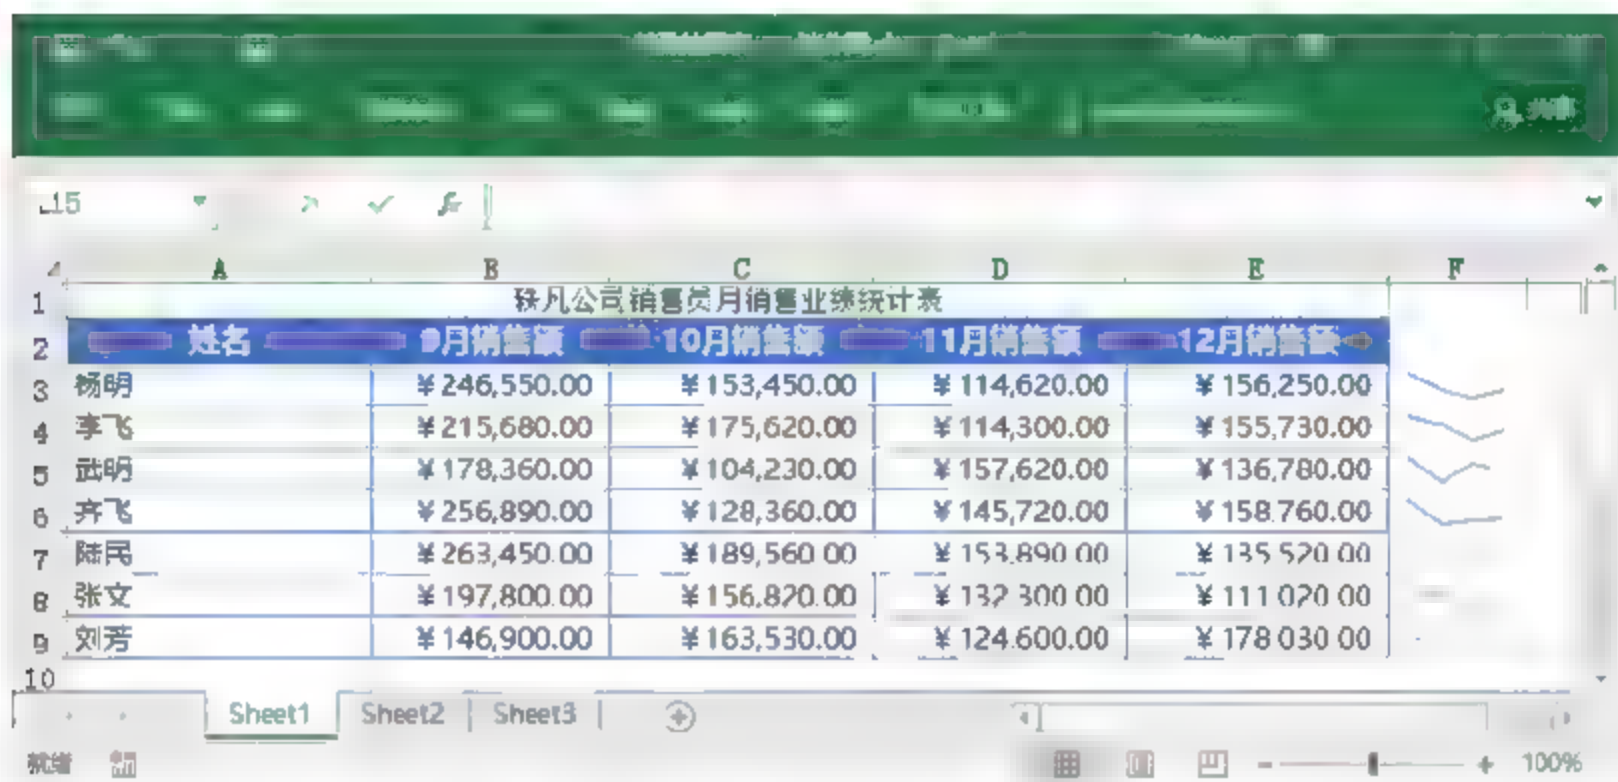 共享
15
A B C D E F
1 轶凡公司销售员月销售业绩统计表
2 姓名 9月销售额 10月销售额 11月销售额 12月销售额
3 杨明 ¥246,550.00 ¥153,450.00 ¥114,620.00 ¥156,250.00
4 李飞 ¥215,680.00 ¥175,620.00 ¥114,300.00 ¥155,730.00
5 武明 ¥178,360.00 ¥104,230.00 ¥157,620.00 ¥136,780.00
6 齐飞 ¥256,890.00 ¥128,360.00 ¥145,720.00 ¥158,760.00
7 陆民 ¥263,450.00 ¥189,560.00 ¥153,890.00 ¥135,520.00
8 张文 ¥197,800.00 ¥156,820.00 ¥132,300.00 ¥111,020.00
9 刘芳 ¥146,900.00 ¥163,530.00 ¥124,600.00 ¥178,030.00
10
Sheet1 Sheet2 Sheet3
就绪 100%